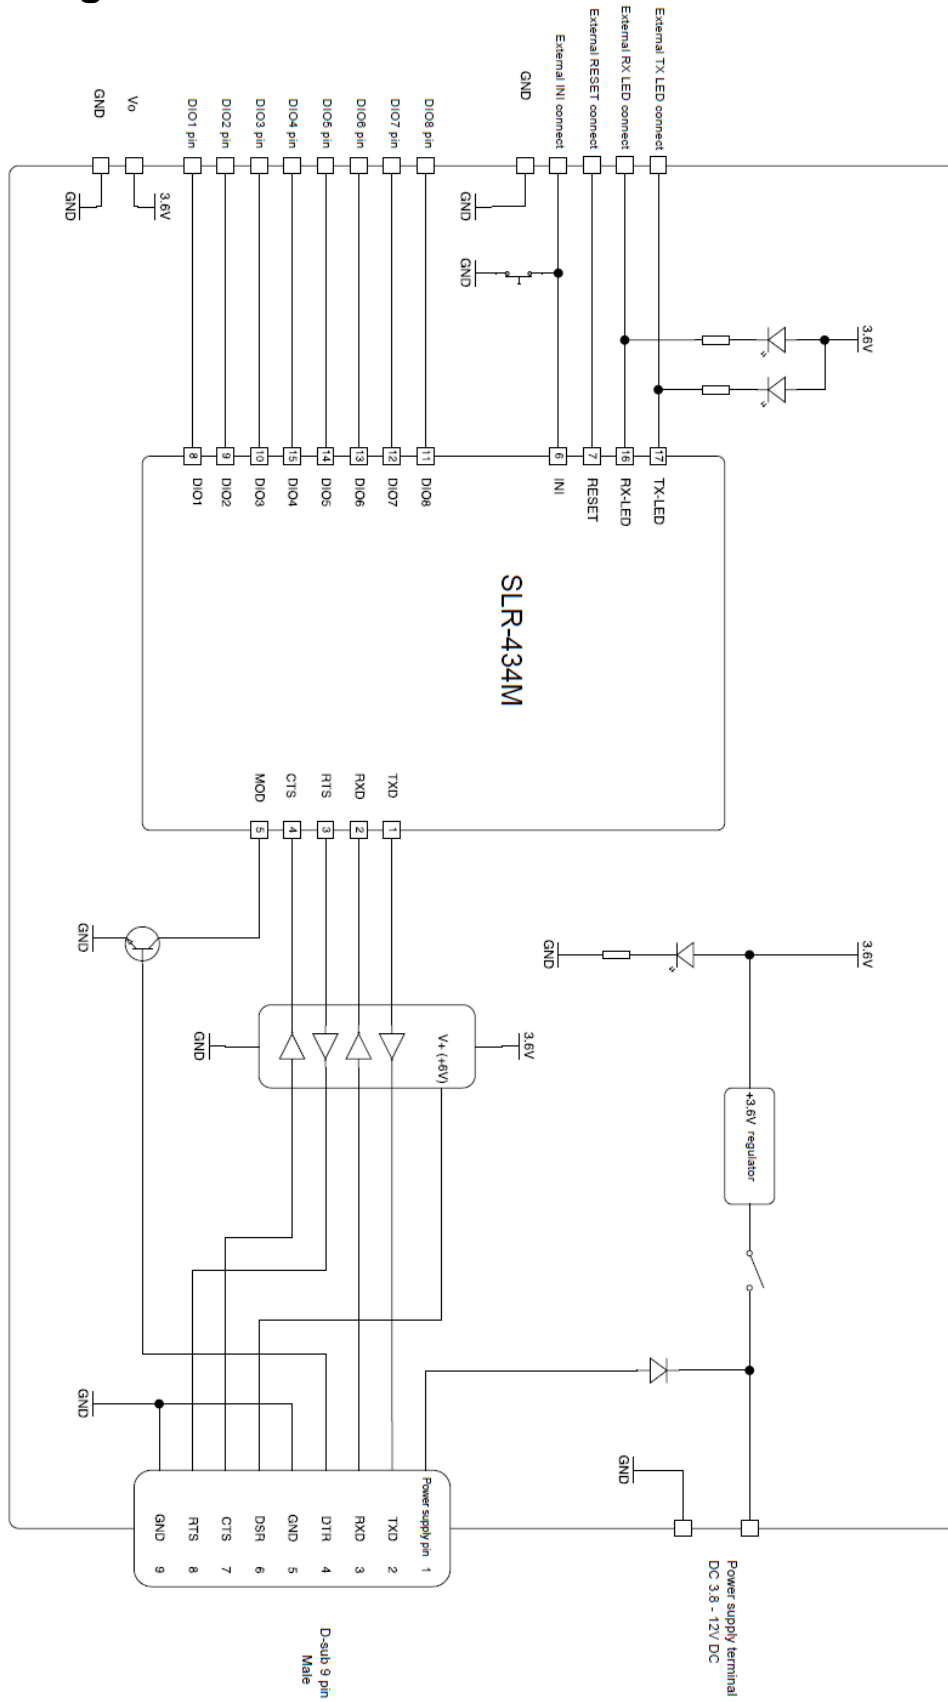 External TX LED connect
External RX LED connect
External RESET connect
External INI connect
GND
DIO8 pin
DIO7 pin
DIO6 pin
DIO5 pin
DIO4 pin
DIO3 pin
DIO2 pin
DIO1 pin
Vo
GND
3.6V
GND
GND
3.6V
GND
17
16
7
6
11
12
13
14
15
10
9
8
TX-LED
RX-LED
RESET
INI
DIO8
DIO7
DIO6
DIO5
DIO4
DIO3
DIO2
DIO1
SLR-434M
TXD
RXD
RTS
CTS
MOD
1
2
3
4
5
3.6V
GND
GND
3.6V
V+ (+6V)
GND
+3.6V regulator
GND
GND
Power supply pin 1
TXD 2
RXD 3
DTR 4
GND 5
DSR 6
CTS 7
RTS 8
GND 9
Power supply terminal
DC 3.8 - 12V DC
D-sub 9 pin
Male